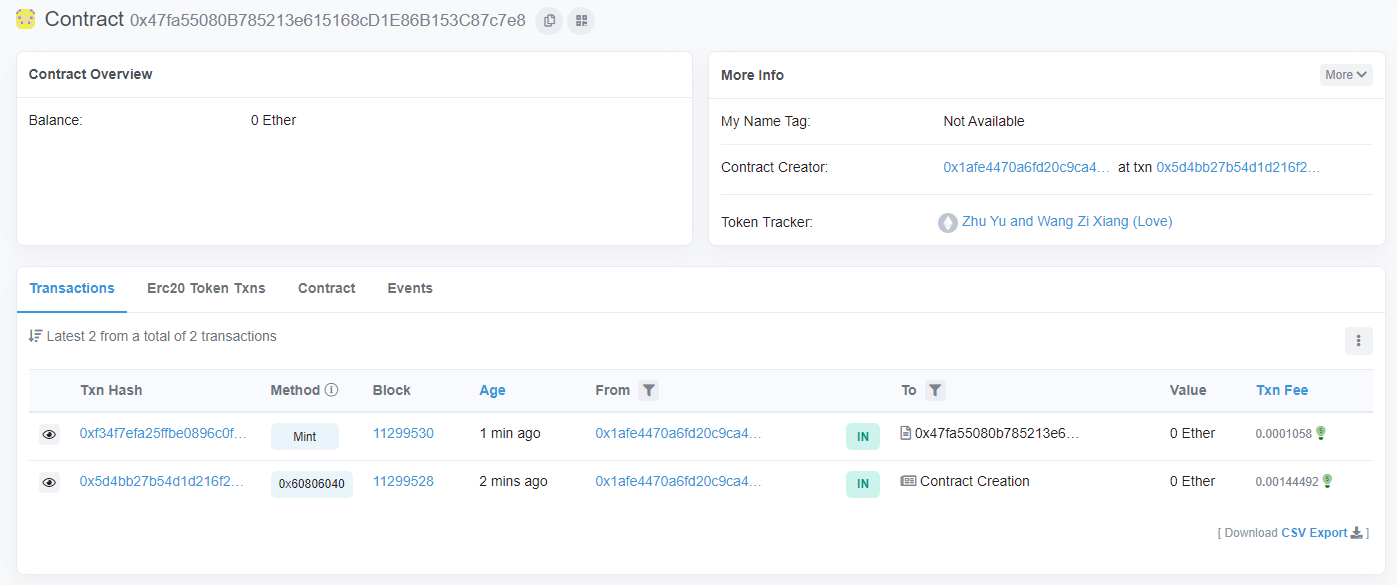 Contract 0x47fa55080B785213e615168cD1E86B153C87c7e8
Contract Overview
Balance: 0 Ether
More Info More
My Name Tag: Not Available
Contract Creator: 0x1afe4470a6fd20c9ca4... at txn 0x5d4bb27b54d1d216f2...
Token Tracker: Zhu Yu and Wang Zi Xiang (Love)
Transactions Erc20 Token Txns Contract Events
Latest 2 from a total of 2 transactions
Txn Hash Method Block Age From To Value Txn Fee
0xf34f7efa25ffbe0896c0f... Mint 11299530 1 min ago 0x1afe4470a6fd20c9ca4... IN 0x47fa55080b785213e6... 0 Ether 0.0001058
0x5d4bb27b54d1d216f2... 0x60806040 11299528 2 mins ago 0x1afe4470a6fd20c9ca4... IN Contract Creation 0 Ether 0.00144492
[ Download CSV Export ]